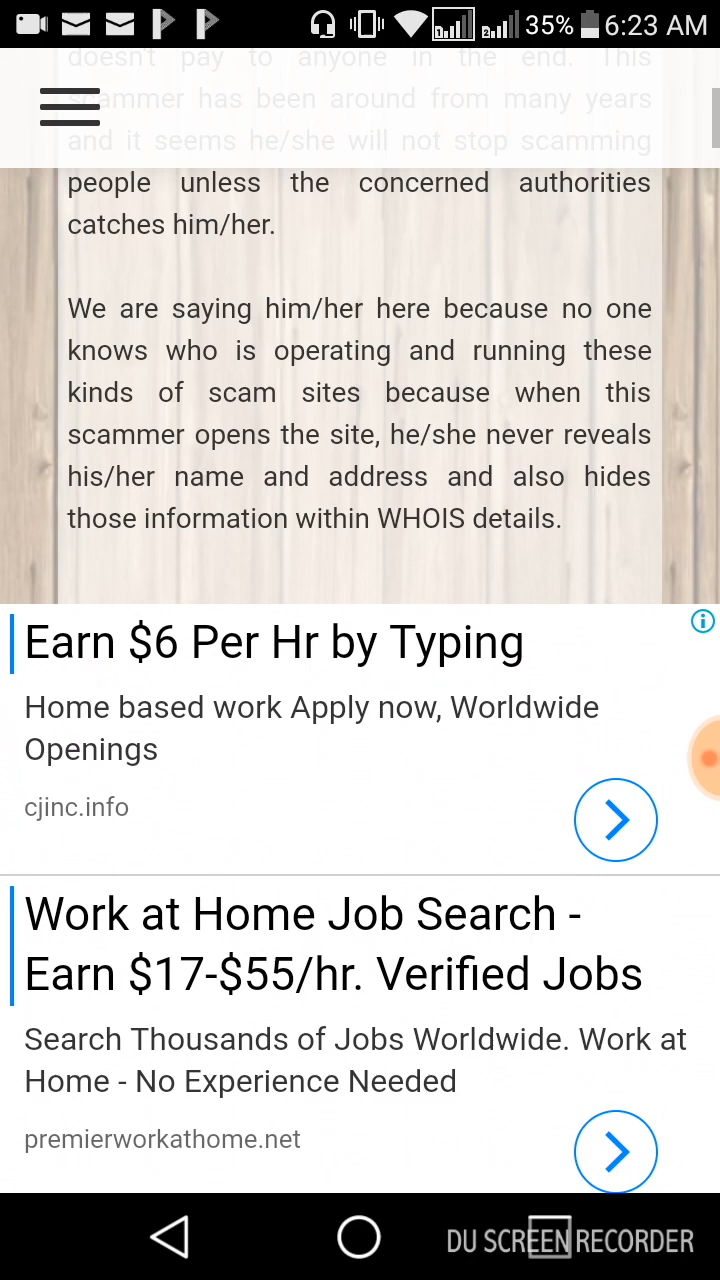 35% 6:23 AM
doesn't pay to anyone in the end. This
scammer has been around from many years
and it seems he/she will not stop scamming
people unless the concerned authorities
catches him/her.
We are saying him/her here because no one
knows who is operating and running these
kinds of scam sites because when this
scammer opens the site, he/she never reveals
his/her name and address and also hides
those information within WHOIS details.
Earn $6 Per Hr by Typing
Home based work Apply now, Worldwide
Openings
cjinc.info
Work at Home Job Search -
Earn $17-$55/hr. Verified Jobs
Search Thousands of Jobs Worldwide. Work at
Home - No Experience Needed
premierworkathome.net
DU SCREEN RECORDER